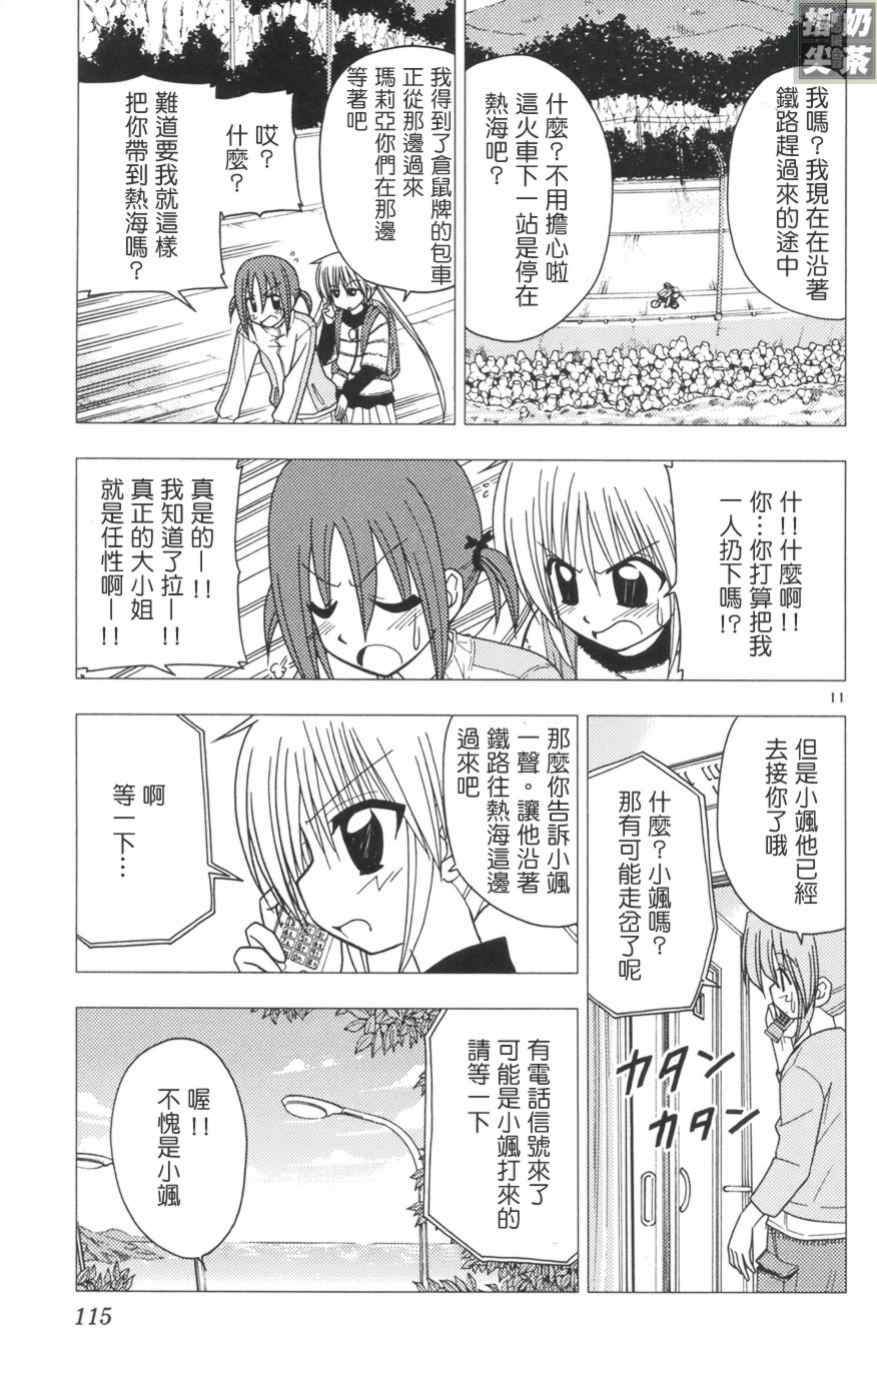 我嗎？我現在在沿著
鐵路趕過來的途中
什麼？不用擔心啦
這火車下一站是停在
熱海吧？
我得到了倉鼠牌的包車
正從那邊過來
瑪莉亞你們在那邊
等著吧
哎？
什麼？
難道要我就這樣
把你帶到熱海嗎？
什！！什麼啊！！
你…你打算把我
一人扔下嗎！？
真是的ー！！
我知道了拉ー！！
真正的大小姐
就是任性啊ー！！
11
但是小颯他已經
去接你了哦
什麼？小颯嗎？
那有可能走岔了呢
カタン
カタン
那麼你告訴小颯
一聲。讓他沿著
鐵路往熱海這邊
過來吧
啊
等一下…
有電話信號來了
可能是小颯打來的
請等一下
喔！！
不愧是小颯
115
指奶
尖茶